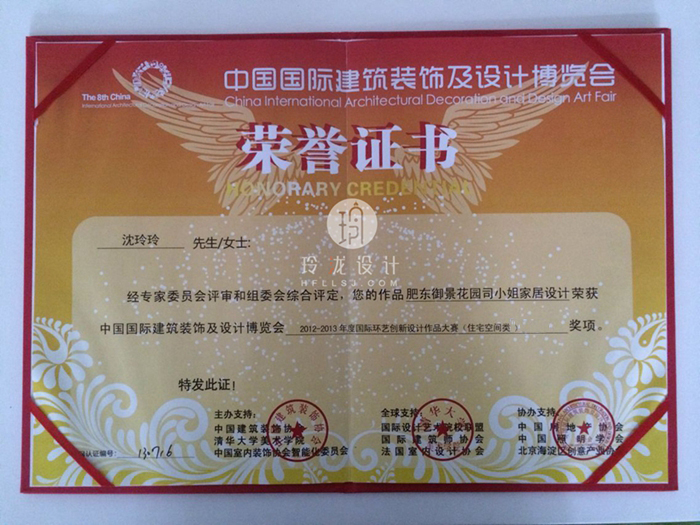 中国国际建筑装饰及设计博览会
The 8th China
China International Architectural Decoration and Design Art Fair
荣誉证书
HONORARY CREDENTIAL
沈玲玲 先生/女士:
玲龙设计
经专家委员会评审和组委会综合评定，您的作品 肥东御景花园司小姐家居设计 荣获
中国国际建筑装饰及设计博览会 2012-2013年度国际环艺创新设计作品大赛（住宅空间类） 奖项。
特发此证！
主办支持： 全球支持： 协办支持：
中国建筑装饰协会 国际设计艺术院校联盟 中国房地产协会
清华大学美术学院 国际建筑师协会 中国照明学会
中国室内装饰协会智能化委员会 法国室内设计协会 北京海淀区创意产业协会
认证编号：